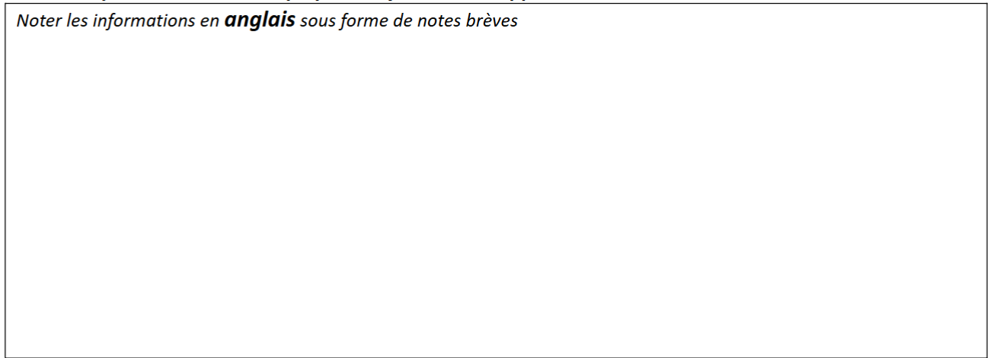 Noter les informations en anglais sous forme de notes brèves